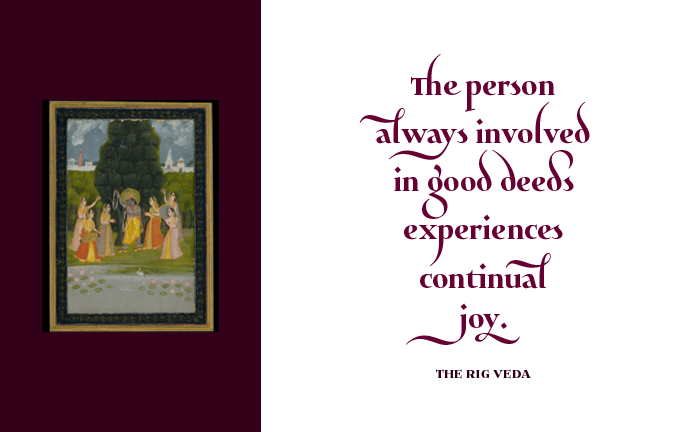 The person
always involved
in good deeds
experiences
continual
joy.
THE RIG VEDA